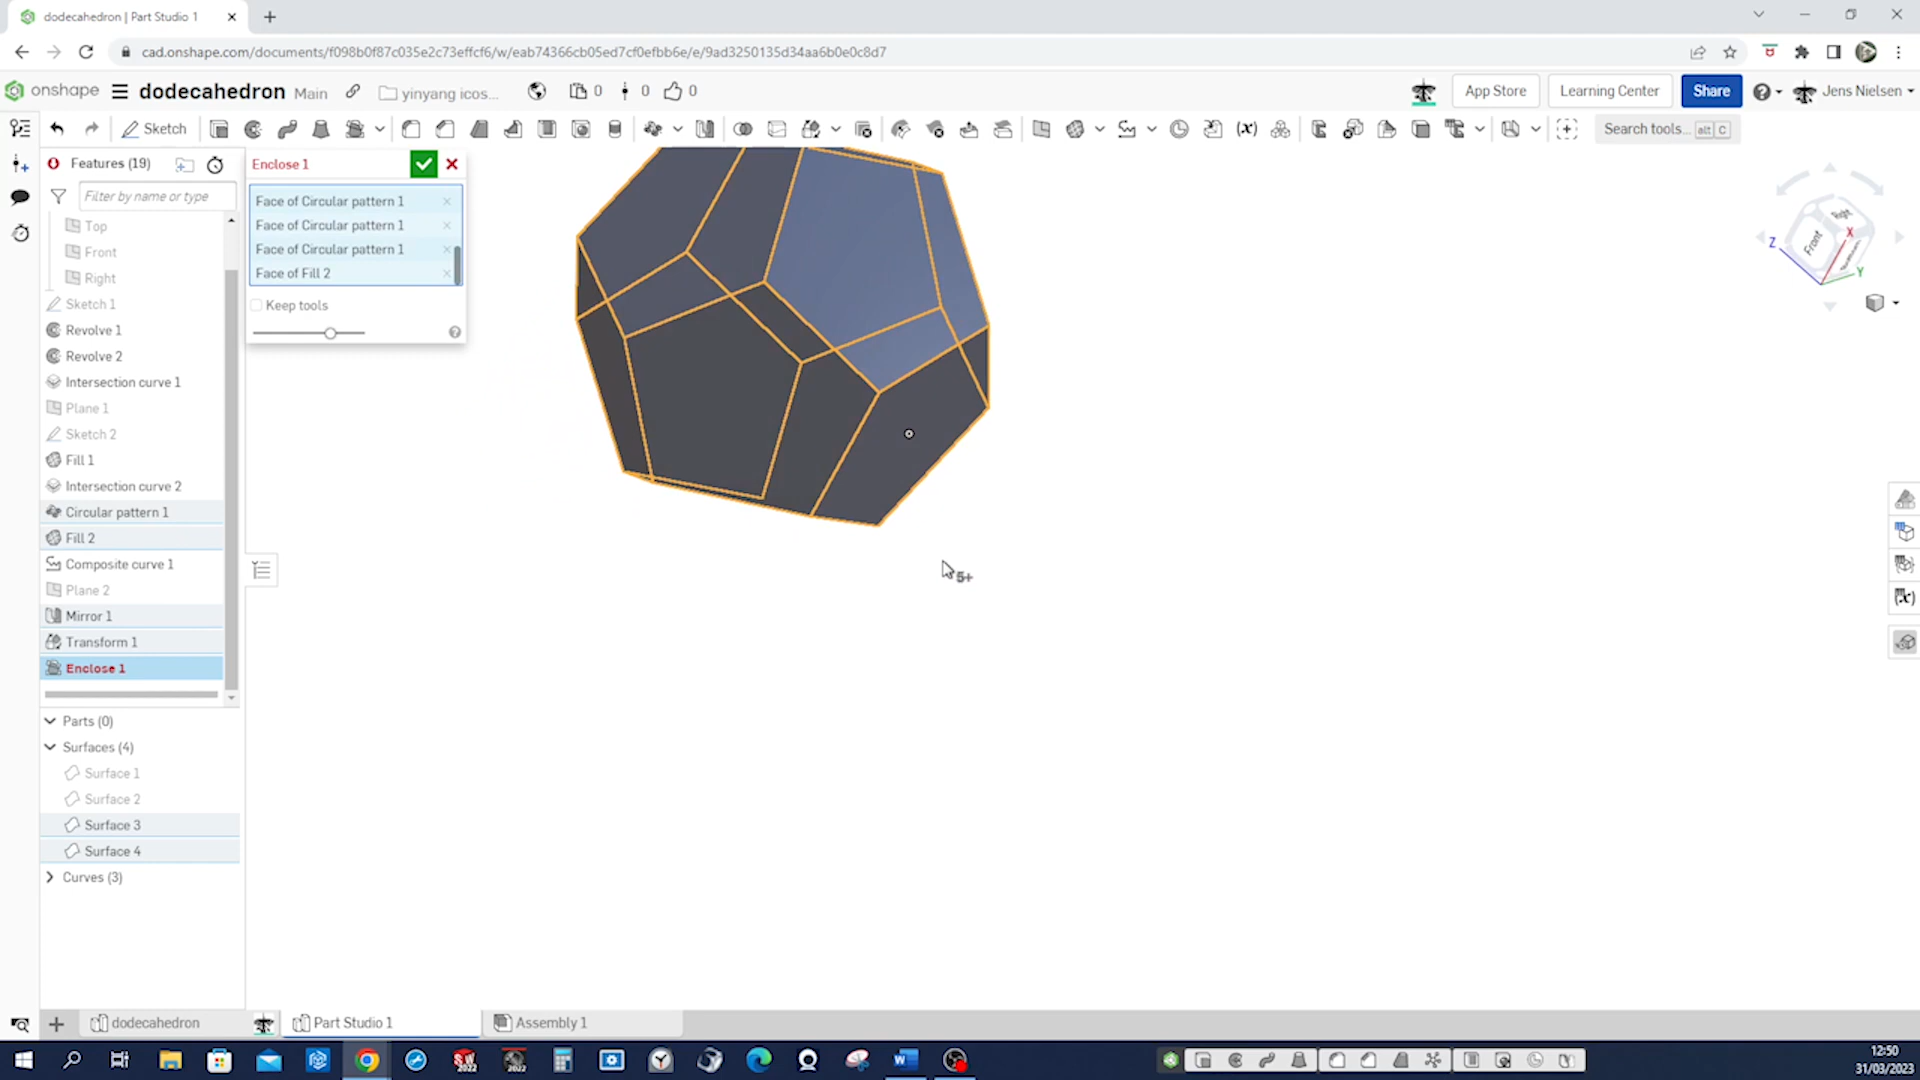 dodecahedron | Part Studio 1
cad.onshape.com/documents/f098b0f87c035e2c73effcf6/w/eab74366cb05ed7cf0efbb6e/e/9ad3250135d34aa6b0e0c8d7
onshape dodecahedron Main yinyang icos... 0 0 0 App Store Learning Center Share Jens Nielsen
Sketch Search tools... alt C
Features (19)
Filter by name or type
Top
Front
Right
Sketch 1
Revolve 1
Revolve 2
Intersection curve 1
Plane 1
Sketch 2
Fill 1
Intersection curve 2
Circular pattern 1
Fill 2
Composite curve 1
Plane 2
Mirror 1
Transform 1
Enclose 1
Parts (0)
Surfaces (4)
Surface 1
Surface 2
Surface 3
Surface 4
Curves (3)
Enclose 1
Face of Circular pattern 1
Face of Circular pattern 1
Face of Circular pattern 1
Face of Fill 2
Keep tools
5+
Right
Front
X
Y
Z
dodecahedron Part Studio 1 Assembly 1
12:50
31/03/2023